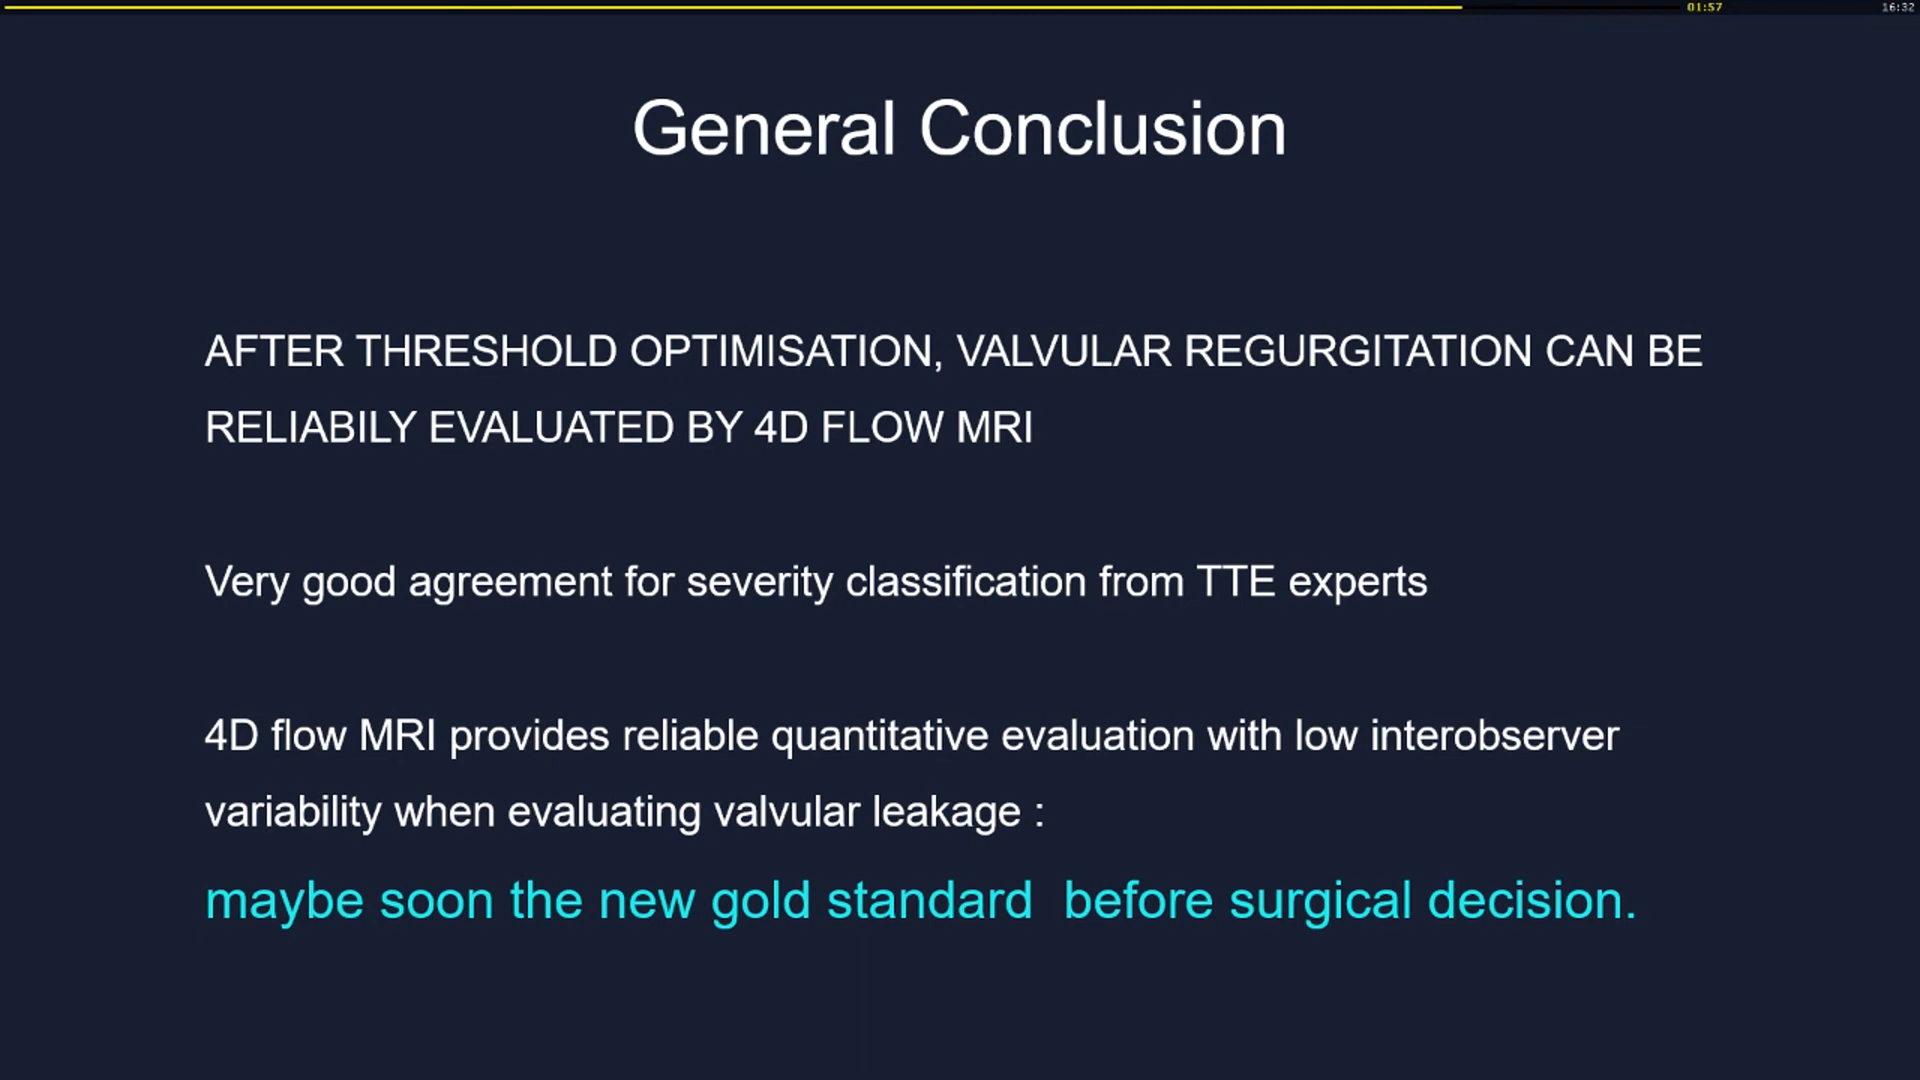 01:57
16:32
General Conclusion
AFTER THRESHOLD OPTIMISATION, VALVULAR REGURGITATION CAN BE
RELIABILY EVALUATED BY 4D FLOW MRI
Very good agreement for severity classification from TTE experts
4D flow MRI provides reliable quantitative evaluation with low interobserver
variability when evaluating valvular leakage :
maybe soon the new gold standard  before surgical decision.